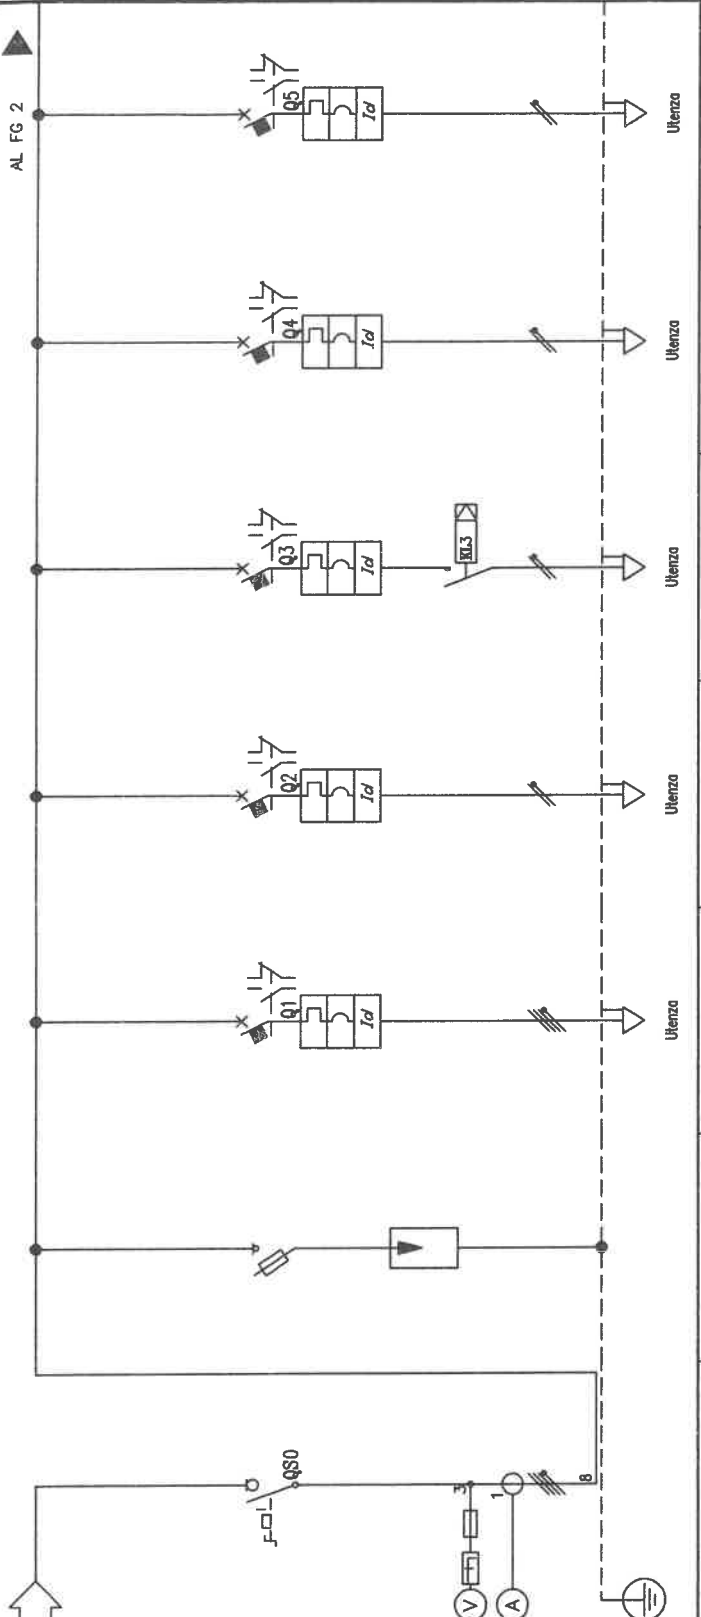 AL FG 2
QS0
3
1
8
V
A
Q1
Id
Utenza
Q2
Id
Utenza
Q3
Id
KL3
Utenza
Q4
Id
Utenza
Q5
Id
Utenza